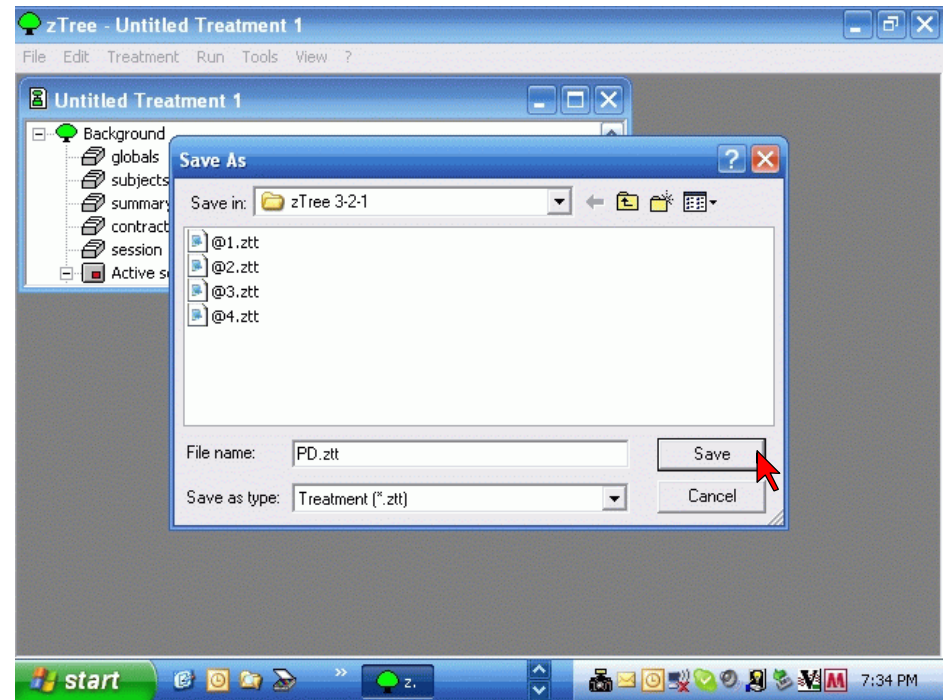 zTree - Untitled Treatment 1
File Edit Treatment Run Tools View ?
Untitled Treatment 1
Background
globals
subjects
summary
contract
session
Active s
Save As
Save in: zTree 3-2-1
@1.ztt
@2.ztt
@3.ztt
@4.ztt
File name: PD.ztt Save
Save as type: Treatment (*.ztt) Cancel
start z. 7:34 PM